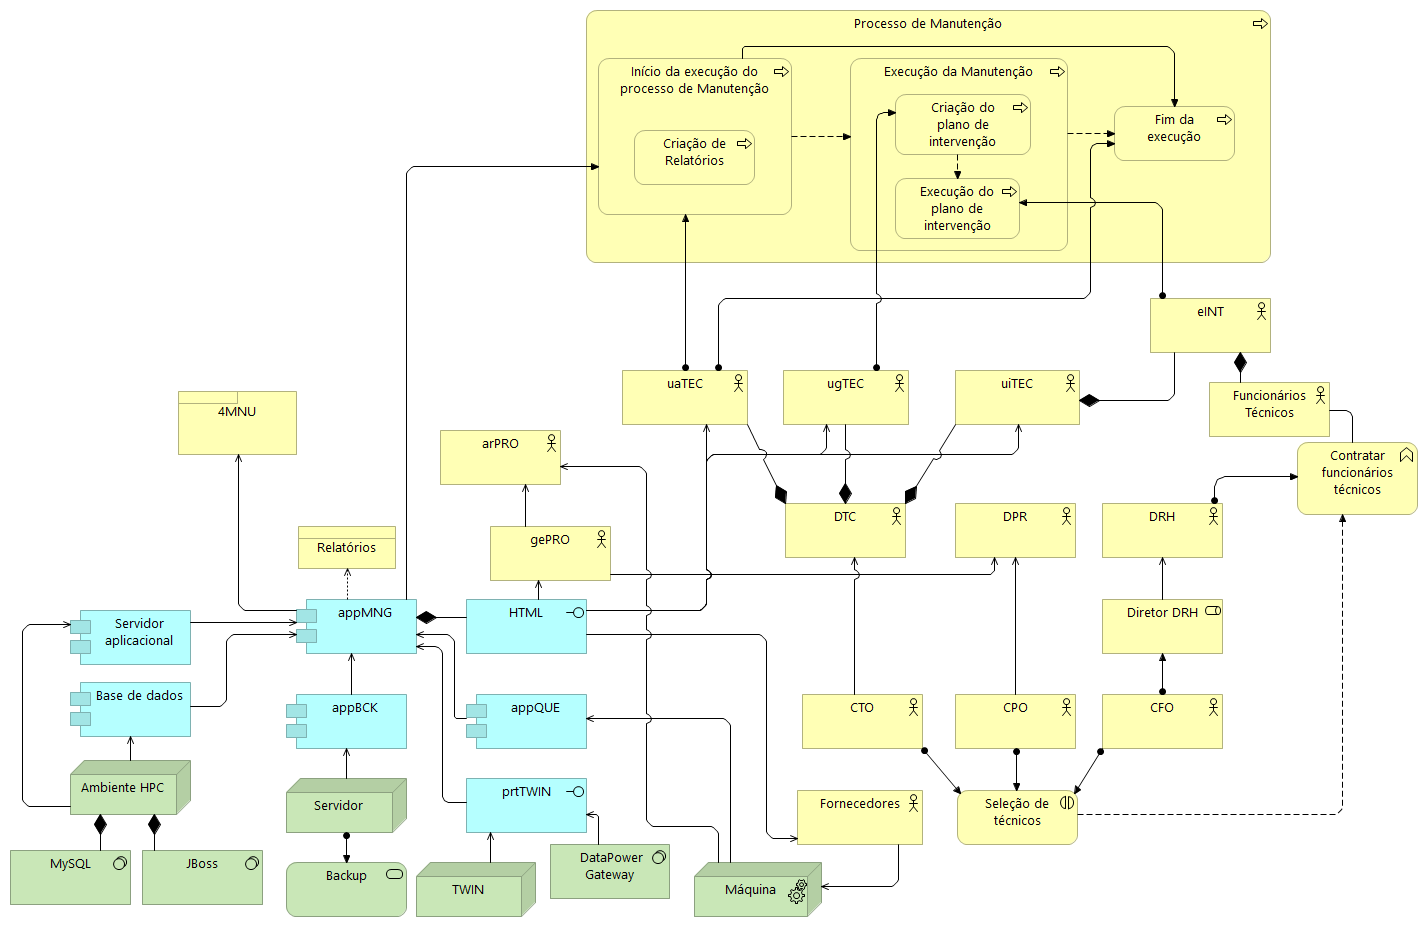 Processo de Manutenção
Início da execução do
processo de Manutenção
Criação de
Relatórios
Execução da Manutenção
Criação do
plano de
intervenção
Execução do
plano de
intervenção
Fim da
execução
eINT
uaTEC
ugTEC
uiTEC
Funcionários
Técnicos
4MNU
arPRO
Contratar
funcionários
técnicos
gePRO
DTC
DPR
DRH
Relatórios
appMNG
HTML
Diretor DRH
Servidor
aplicacional
Base de dados
appBCK
appQUE
CTO
CPO
CFO
Ambiente HPC
Servidor
prtTWIN
Fornecedores
Seleção de
técnicos
MySQL
JBoss
Backup
TWIN
DataPower
Gateway
Máquina